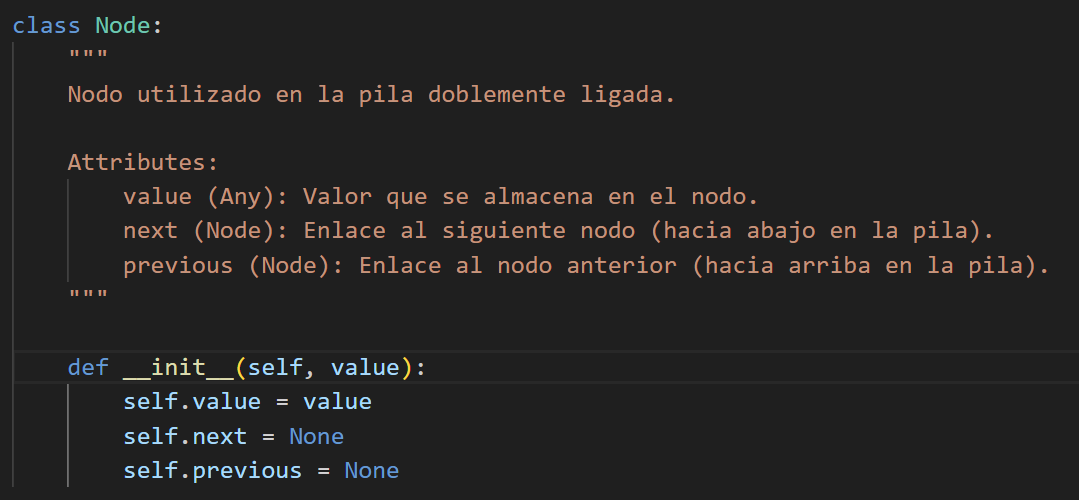 class Node:
    """
    Nodo utilizado en la pila doblemente ligada.

    Attributes:
        value (Any): Valor que se almacena en el nodo.
        next (Node): Enlace al siguiente nodo (hacia abajo en la pila).
        previous (Node): Enlace al nodo anterior (hacia arriba en la pila).
    """

    def __init__(self, value):
        self.value = value
        self.next = None
        self.previous = None